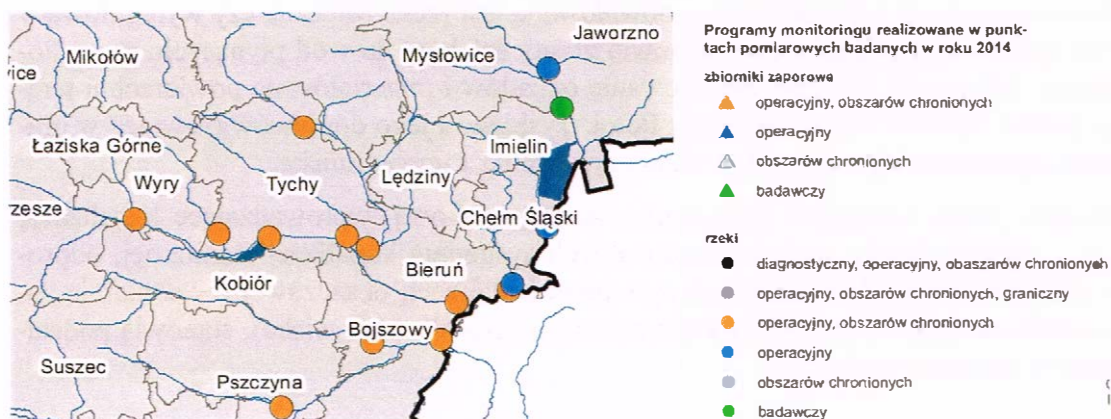 Jaworzno
Mysłowice
Mikołów
Imielin
Łaziska Górne
Wyry
Tychy
Lędziny
Chełm Śląski
Kobiór
Bieruń
Bojszowy
Suszec
Pszczyna
Programy monitoringu realizowane w punk-
tach pomiarowych badanych w roku 2014
zbiorniki zaporowe
operacyjny, obszarów chronionych
operacyjny
obszarów chronionych
badawczy
rzeki
diagnostyczny, operacyjny, obaszarów chronionych
operacyjny, obszarów chronionych, graniczny
operacyjny, obszarów chronionych
operacyjny
obszarów chronionych
badawczy